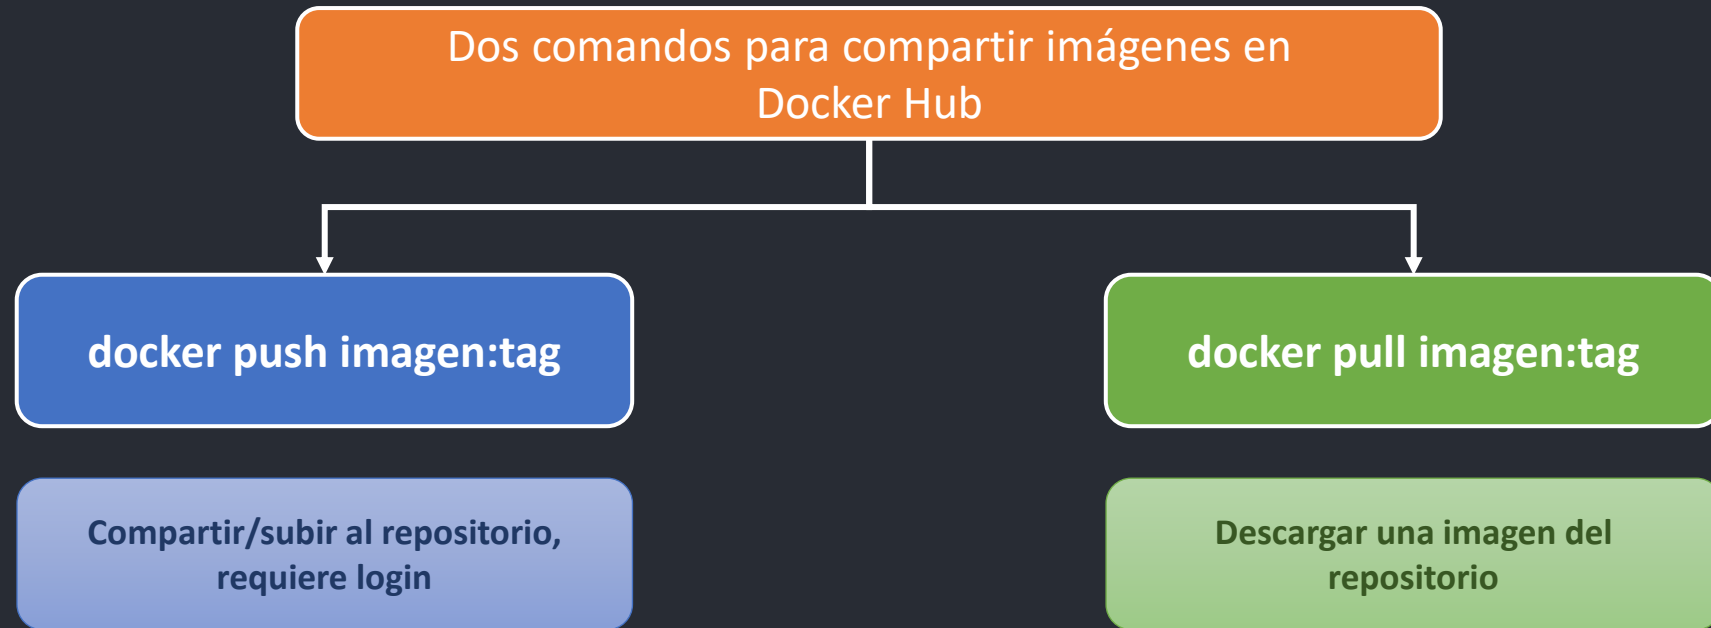 Dos comandos para compartir imágenes en
Docker Hub
docker push imagen:tag
docker pull imagen:tag
Compartir/subir al repositorio,
requiere login
Descargar una imagen del
repositorio